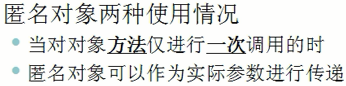 匿名对象两种使用情况
当对对象方法仅进行一次调用的时
匿名对象可以作为实际参数进行传递